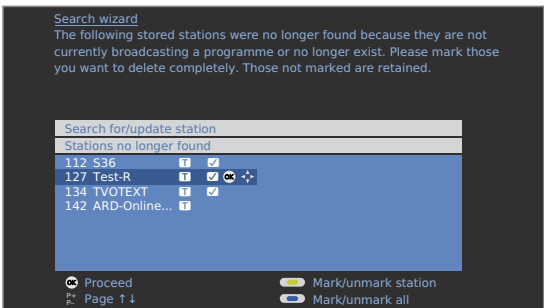 Search wizard
The following stored stations were no longer found because they are not
currently broadcasting a programme or no longer exist. Please mark those
you want to delete completely. Those not marked are retained.
Search for/update station
Stations no longer found
112 S36 T
127 Test-R T OK
134 TVOTEXT T
142 ARD-Online... T
OK Proceed Mark/unmark station
P+ P– Page ↑↓ Mark/unmark all